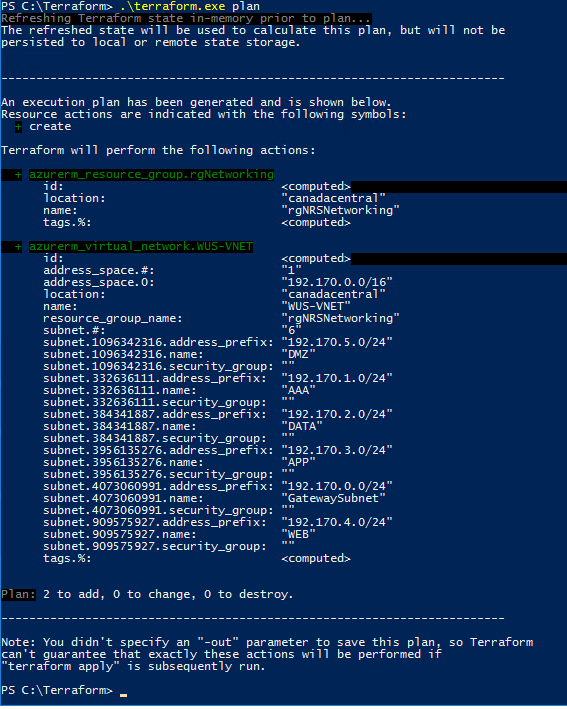 PS C:\Terraform> .\terraform.exe plan
Refreshing Terraform state in-memory prior to plan...
The refreshed state will be used to calculate this plan, but will not be
persisted to local or remote state storage.
------------------------------------------------------------------------
An execution plan has been generated and is shown below.
Resource actions are indicated with the following symbols:
  + create
Terraform will perform the following actions:
  + azurerm_resource_group.rgNetworking
      id:                                <computed>
      location:                          "canadacentral"
      name:                              "rgNRSNetworking"
      tags.%:                            <computed>
  + azurerm_virtual_network.WUS-VNET
      id:                                <computed>
      address_space.#:                   "1"
      address_space.0:                   "192.170.0.0/16"
      location:                          "canadacentral"
      name:                              "WUS-VNET"
      resource_group_name:               "rgNRSNetworking"
      subnet.#:                          "6"
      subnet.1096342316.address_prefix:  "192.170.5.0/24"
      subnet.1096342316.name:            "DMZ"
      subnet.1096342316.security_group:  ""
      subnet.332636111.address_prefix:   "192.170.1.0/24"
      subnet.332636111.name:             "AAA"
      subnet.332636111.security_group:   ""
      subnet.384341887.address_prefix:   "192.170.2.0/24"
      subnet.384341887.name:             "DATA"
      subnet.384341887.security_group:   ""
      subnet.3956135276.address_prefix:  "192.170.3.0/24"
      subnet.3956135276.name:            "APP"
      subnet.3956135276.security_group:  ""
      subnet.4073060991.address_prefix:  "192.170.0.0/24"
      subnet.4073060991.name:            "GatewaySubnet"
      subnet.4073060991.security_group:  ""
      subnet.909575927.address_prefix:   "192.170.4.0/24"
      subnet.909575927.name:             "WEB"
      subnet.909575927.security_group:   ""
      tags.%:                            <computed>
Plan: 2 to add, 0 to change, 0 to destroy.
------------------------------------------------------------------------
Note: You didn't specify an "-out" parameter to save this plan, so Terraform
can't guarantee that exactly these actions will be performed if
"terraform apply" is subsequently run.
PS C:\Terraform> _